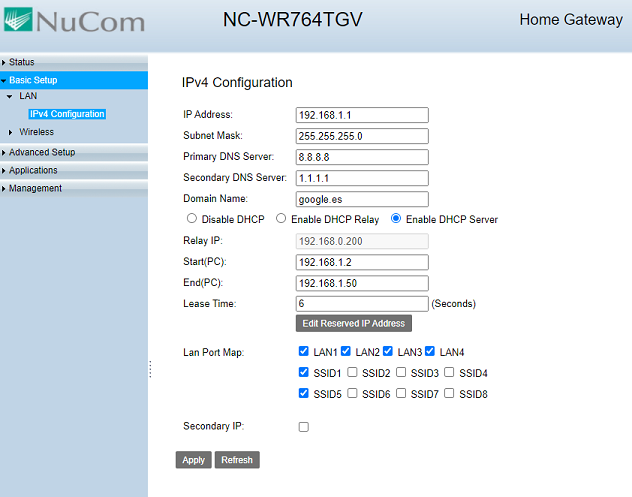 NuCom
NC-WR764TGV
Home Gateway
Status
Basic Setup
LAN
IPv4 Configuration
Wireless
Advanced Setup
Applications
Management
IPv4 Configuration
IP Address: 192.168.1.1
Subnet Mask: 255.255.255.0
Primary DNS Server: 8.8.8.8
Secondary DNS Server: 1.1.1.1
Domain Name: google.es
Disable DHCP Enable DHCP Relay Enable DHCP Server
Relay IP: 192.168.0.200
Start(PC): 192.168.1.2
End(PC): 192.168.1.50
Lease Time: 6 (Seconds)
Edit Reserved IP Address
Lan Port Map: LAN1 LAN2 LAN3 LAN4
SSID1 SSID2 SSID3 SSID4
SSID5 SSID6 SSID7 SSID8
Secondary IP:
Apply Refresh